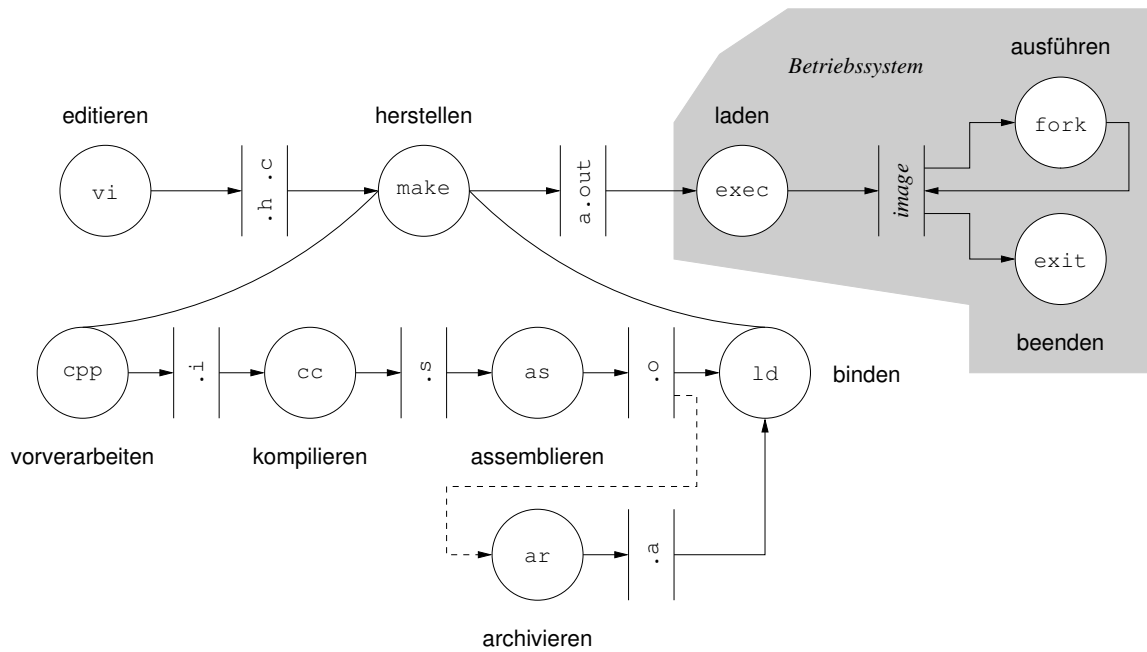 ausführen
Betriebssystem
editieren
herstellen
laden
fork
vi
.h .c
make
a.out
exec
image
exit
beenden
cpp
.i
cc
.s
as
.o
ld
binden
vorverarbeiten
kompilieren
assemblieren
ar
.a
archivieren